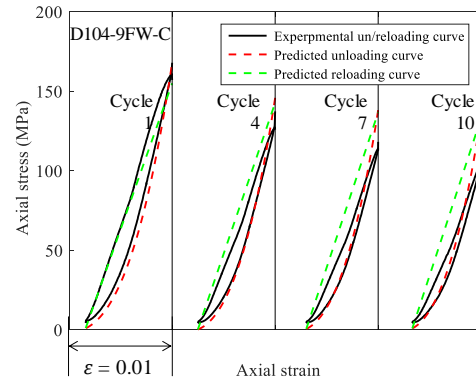 200
D104-9FW-C
Experpmental un/reloading curve
Predicted unloading curve
Predicted reloading curve
150
Cycle
1
Cycle
4
Cycle
7
Cycle
10
100
50
0
Axial stress (MPa)
ε = 0.01
Axial strain